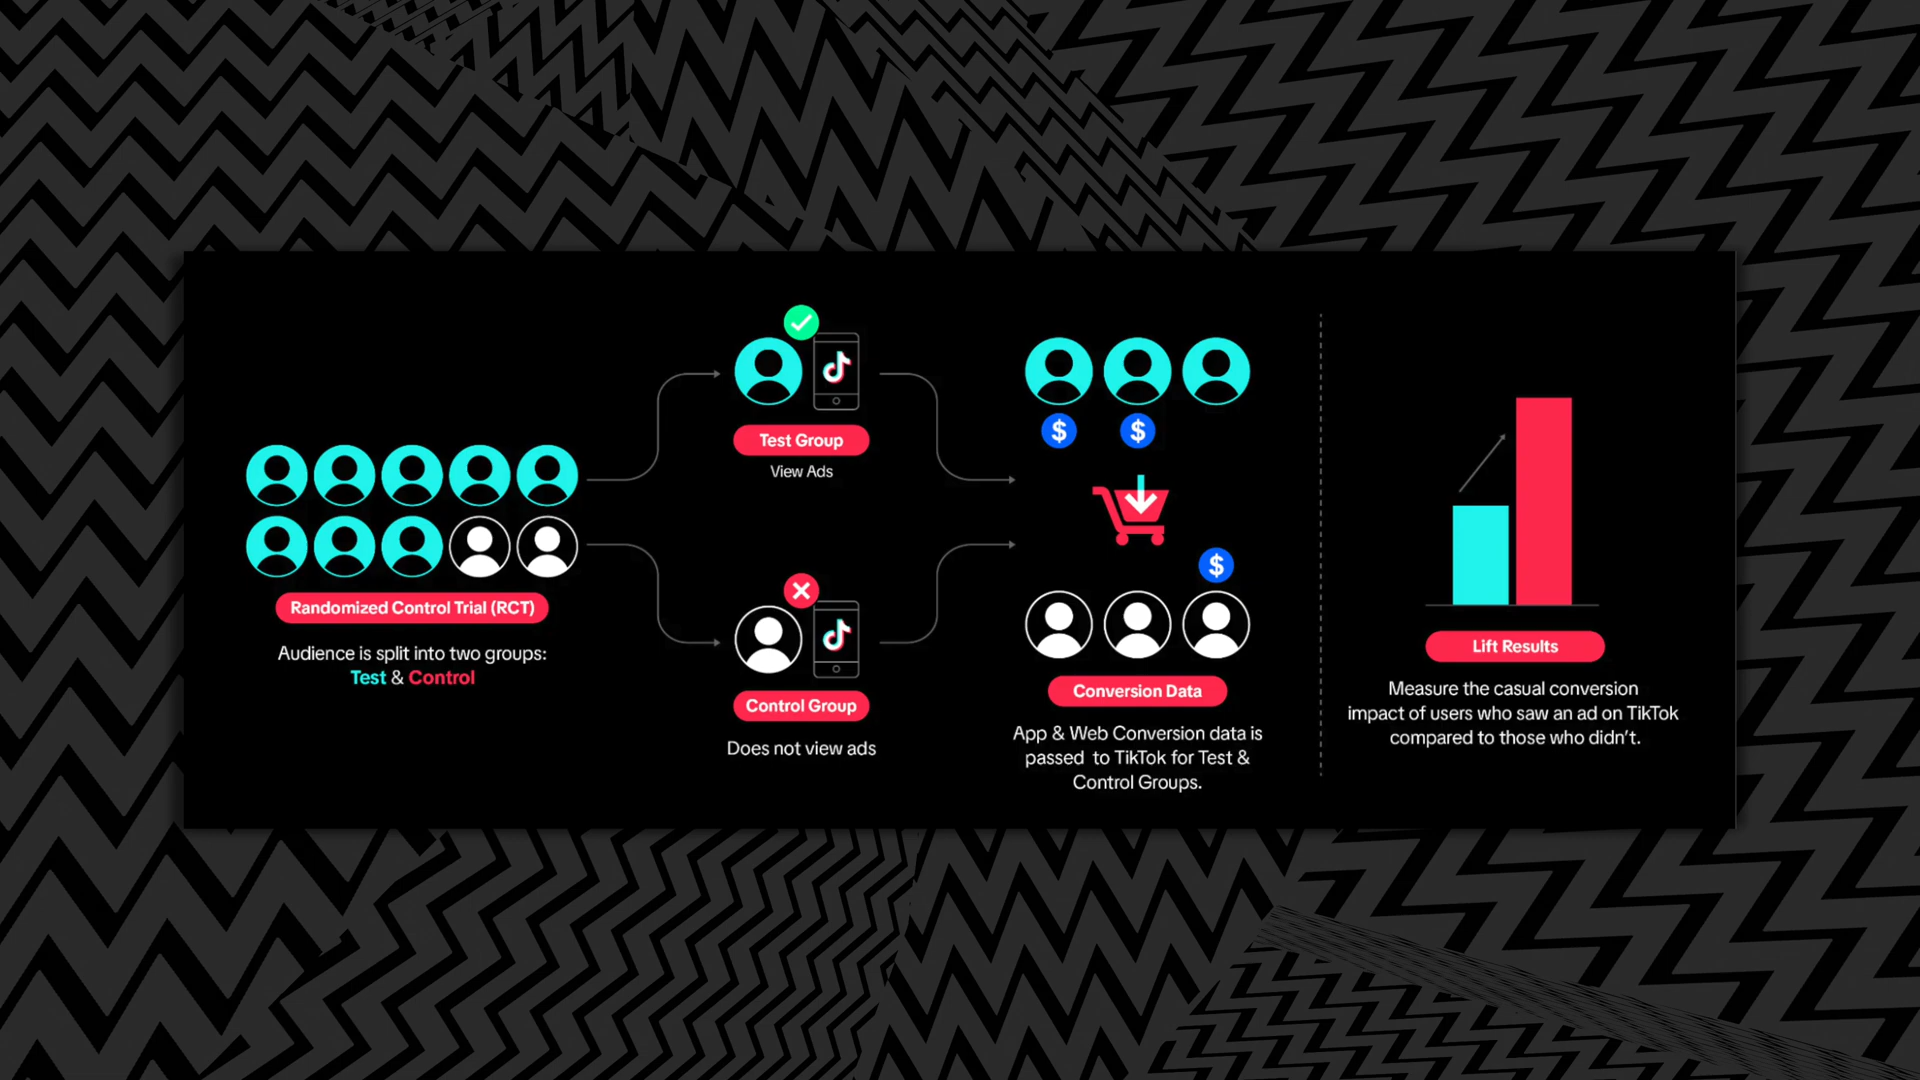 Randomized Control Trial (RCT)
Audience is split into two groups:
Test & Control
Test Group
View Ads
Control Group
Does not view ads
$ $
$
Conversion Data
App & Web Conversion data is
passed to TikTok for Test &
Control Groups.
Lift Results
Measure the casual conversion
impact of users who saw an ad on TikTok
compared to those who didn't.